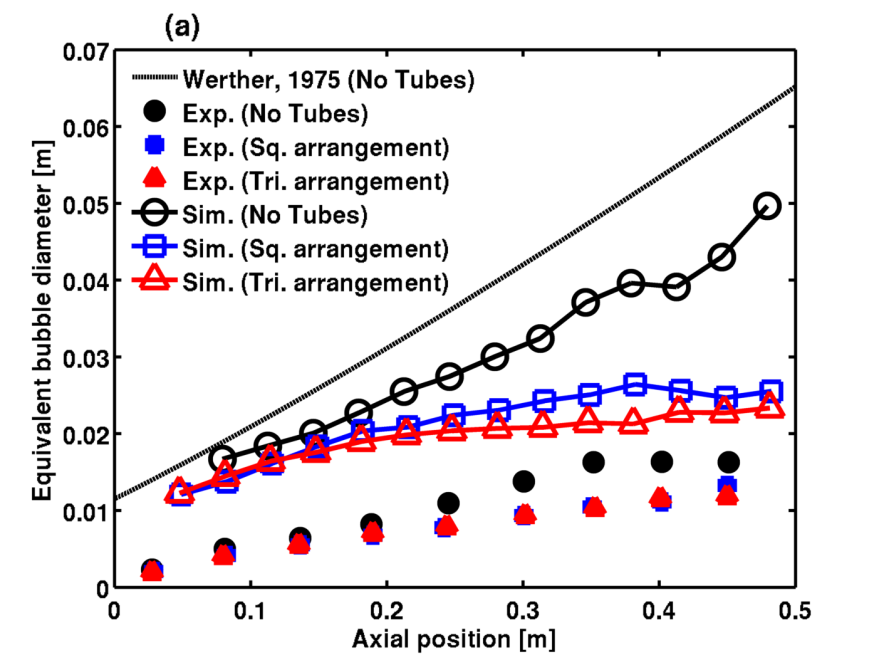 (a)
0.07
0.06
0.05
0.04
0.03
0.02
0.01
0
Equivalent bubble diameter [m]
Werther, 1975 (No Tubes)
Exp. (No Tubes)
Exp. (Sq. arrangement)
Exp. (Tri. arrangement)
Sim. (No Tubes)
Sim. (Sq. arrangement)
Sim. (Tri. arrangement)
0 0.1 0.2 0.3 0.4 0.5
Axial position [m]